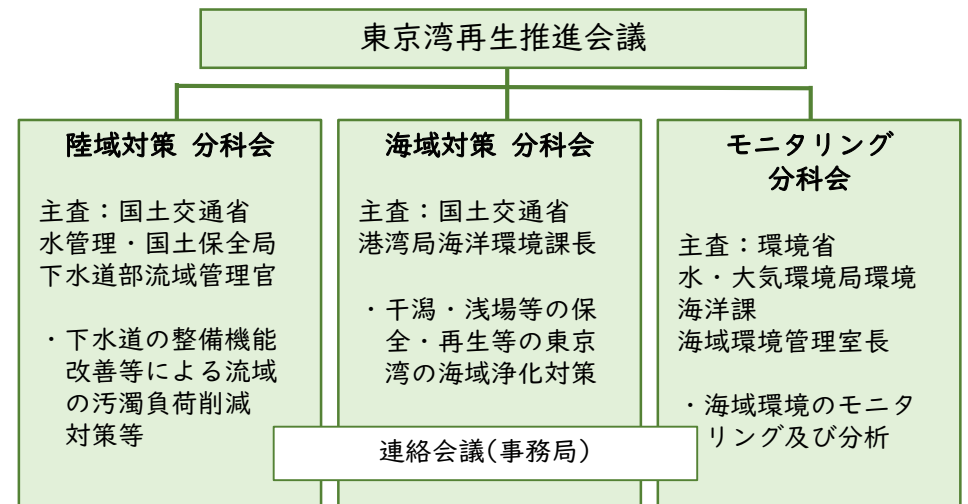 東京湾再生推進会議
陸域対策 分科会
主査：国土交通省
水管理・国土保全局
下水道部流域管理官
・下水道の整備機能
改善等による流域
の汚濁負荷削減
対策等
海域対策 分科会
主査：国土交通省
港湾局海洋環境課長
・干潟・浅場等の保
全・再生等の東京
湾の海域浄化対策
モニタリング
分科会
主査：環境省
水・大気環境局環境
海洋課
海域環境管理室長
・海域環境のモニタ
リング及び分析
連絡会議(事務局)